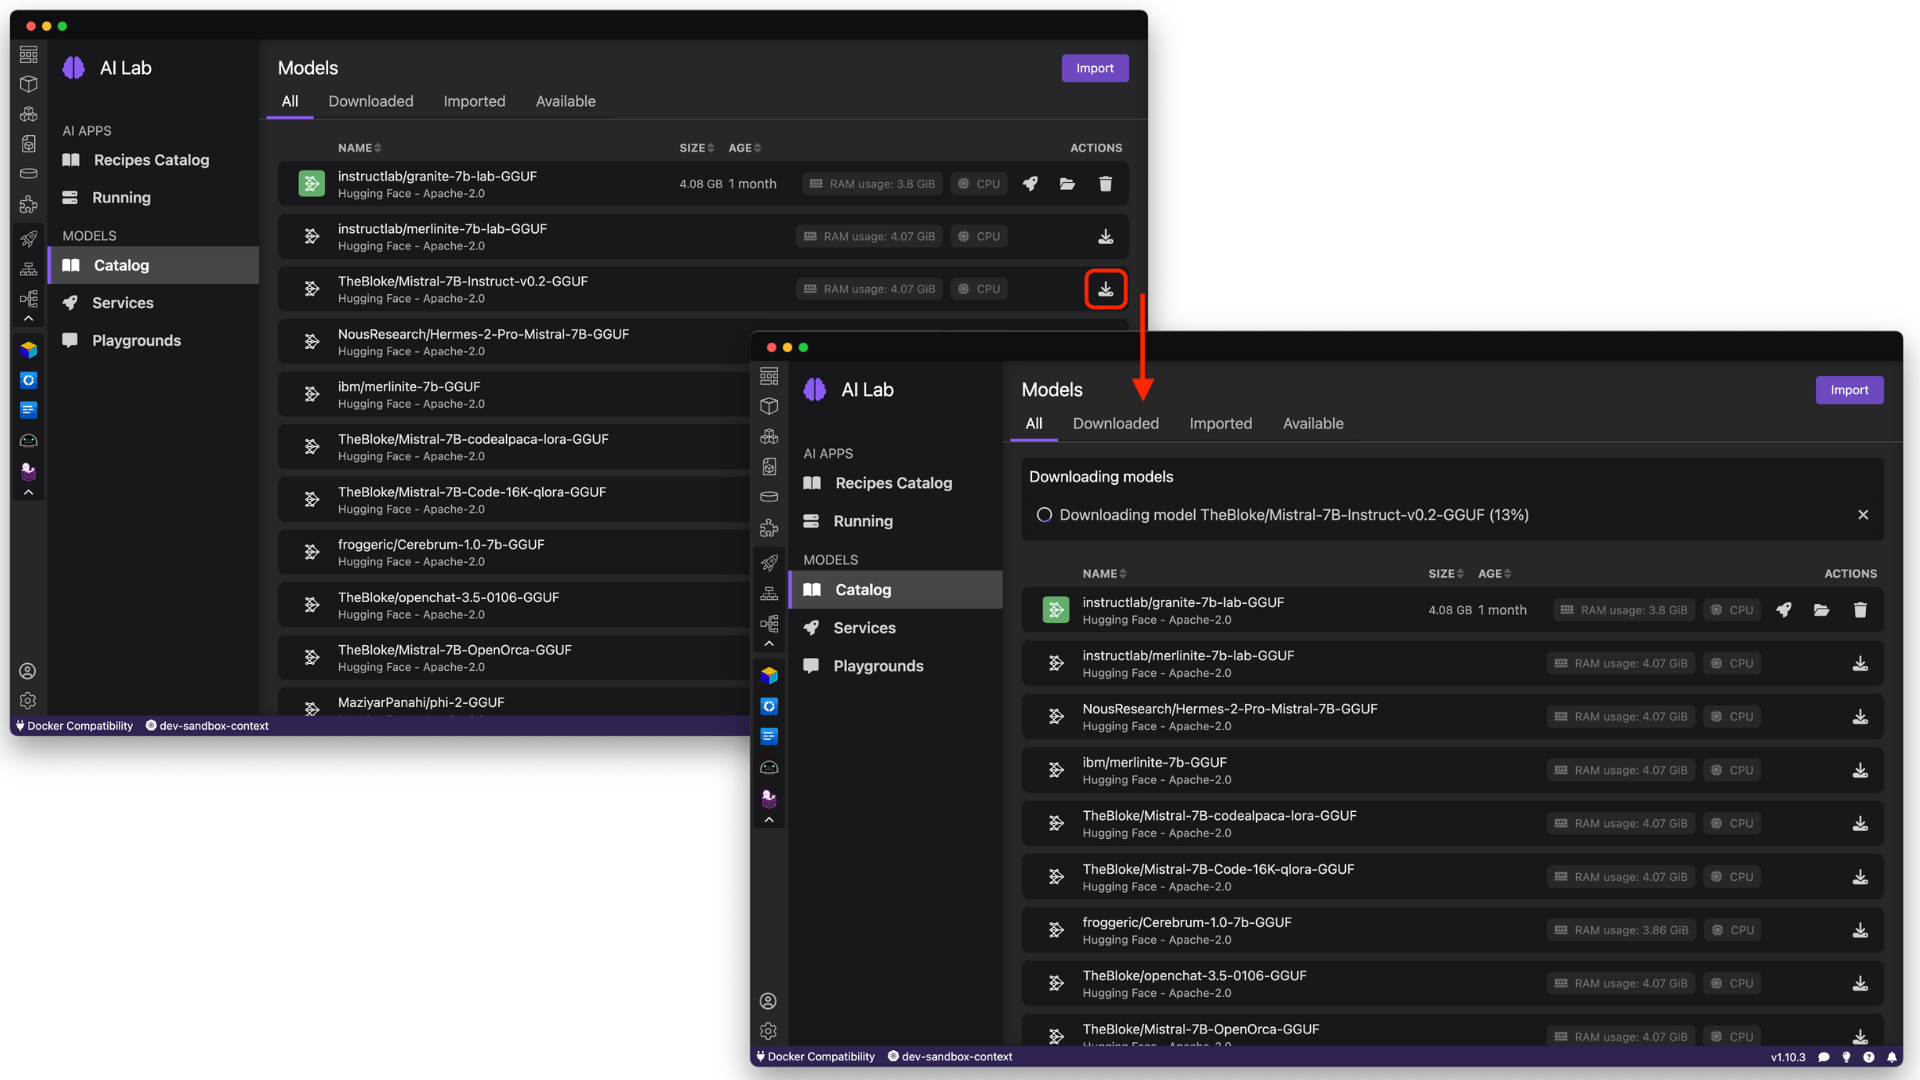 AI Lab
AI APPS
Recipes Catalog
Running
MODELS
Catalog
Services
Playgrounds
Models
Import
All Downloaded Imported Available
NAME SIZE AGE ACTIONS
instructlab/granite-7b-lab-GGUF
Hugging Face - Apache-2.0
4.08 GB 1 month RAM usage: 3.8 GiB CPU
instructlab/merlinite-7b-lab-GGUF
Hugging Face - Apache-2.0
RAM usage: 4.07 GiB CPU
TheBloke/Mistral-7B-Instruct-v0.2-GGUF
Hugging Face - Apache-2.0
RAM usage: 4.07 GiB CPU
NousResearch/Hermes-2-Pro-Mistral-7B-GGUF
Hugging Face - Apache-2.0
ibm/merlinite-7b-GGUF
Hugging Face - Apache-2.0
TheBloke/Mistral-7B-codealpaca-lora-GGUF
Hugging Face - Apache-2.0
TheBloke/Mistral-7B-Code-16K-qlora-GGUF
Hugging Face - Apache-2.0
froggeric/Cerebrum-1.0-7b-GGUF
Hugging Face - Apache-2.0
TheBloke/openchat-3.5-0106-GGUF
Hugging Face - Apache-2.0
TheBloke/Mistral-7B-OpenOrca-GGUF
Hugging Face - Apache-2.0
MaziyarPanahi/phi-2-GGUF
Docker Compatibility dev-sandbox-context
AI Lab
AI APPS
Recipes Catalog
Running
MODELS
Catalog
Services
Playgrounds
Models
Import
All Downloaded Imported Available
Downloading models
Downloading model TheBloke/Mistral-7B-Instruct-v0.2-GGUF (13%)
NAME SIZE AGE ACTIONS
instructlab/granite-7b-lab-GGUF
Hugging Face - Apache-2.0
4.08 GB 1 month RAM usage: 3.8 GiB CPU
instructlab/merlinite-7b-lab-GGUF
Hugging Face - Apache-2.0
RAM usage: 4.07 GiB CPU
NousResearch/Hermes-2-Pro-Mistral-7B-GGUF
Hugging Face - Apache-2.0
RAM usage: 4.07 GiB CPU
ibm/merlinite-7b-GGUF
Hugging Face - Apache-2.0
RAM usage: 4.07 GiB CPU
TheBloke/Mistral-7B-codealpaca-lora-GGUF
Hugging Face - Apache-2.0
RAM usage: 4.07 GiB CPU
TheBloke/Mistral-7B-Code-16K-qlora-GGUF
Hugging Face - Apache-2.0
RAM usage: 4.07 GiB CPU
froggeric/Cerebrum-1.0-7b-GGUF
Hugging Face - Apache-2.0
RAM usage: 3.86 GiB CPU
TheBloke/openchat-3.5-0106-GGUF
Hugging Face - Apache-2.0
RAM usage: 4.07 GiB CPU
TheBloke/Mistral-7B-OpenOrca-GGUF
RAM usage: 4.07 GiB CPU
Docker Compatibility dev-sandbox-context
v1.10.3